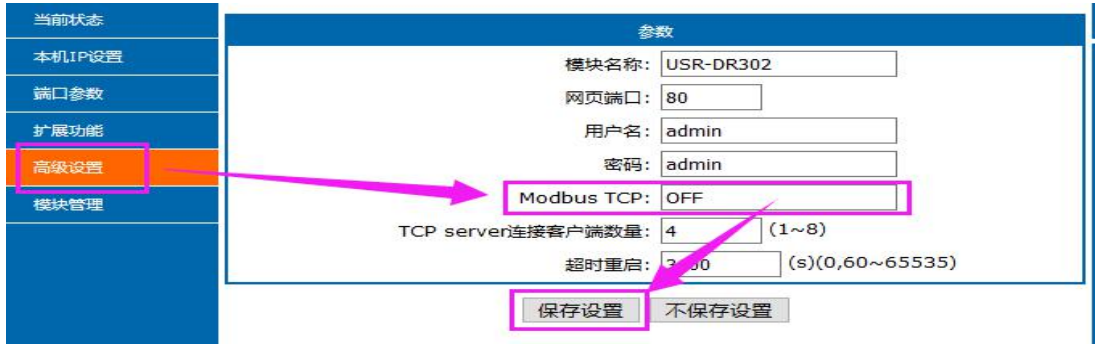 当前状态
本机IP设置
端口参数
扩展功能
高级设置
模块管理
参数
模块名称: USR-DR302
网页端口: 80
用户名: admin
密码: admin
Modbus TCP: OFF
TCP server连接客户端数量: 4 (1~8)
超时重启: (s)(0,60~65535)
保存设置 不保存设置